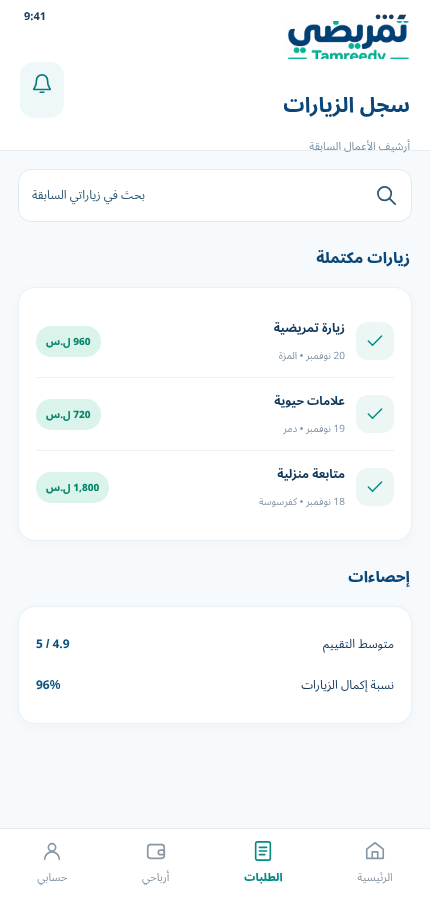 9:41
تمريضي
Tamreedy
سجل الزيارات
أرشيف الأعمال السابقة
بحث في زياراتي السابقة
زيارات مكتملة
زيارة تمريضية
20 نوفمبر • المزة
960 ل.س
علامات حيوية
19 نوفمبر • دمر
720 ل.س
متابعة منزلية
18 نوفمبر • كفرسوسة
1,800 ل.س
إحصاءات
متوسط التقييم
4.9 / 5
نسبة إكمال الزيارات
96%
الرئيسية
الطلبات
أرباحي
حسابي